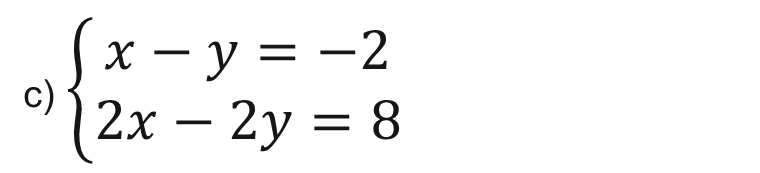 c) { x − y = −2
2x − 2y = 8